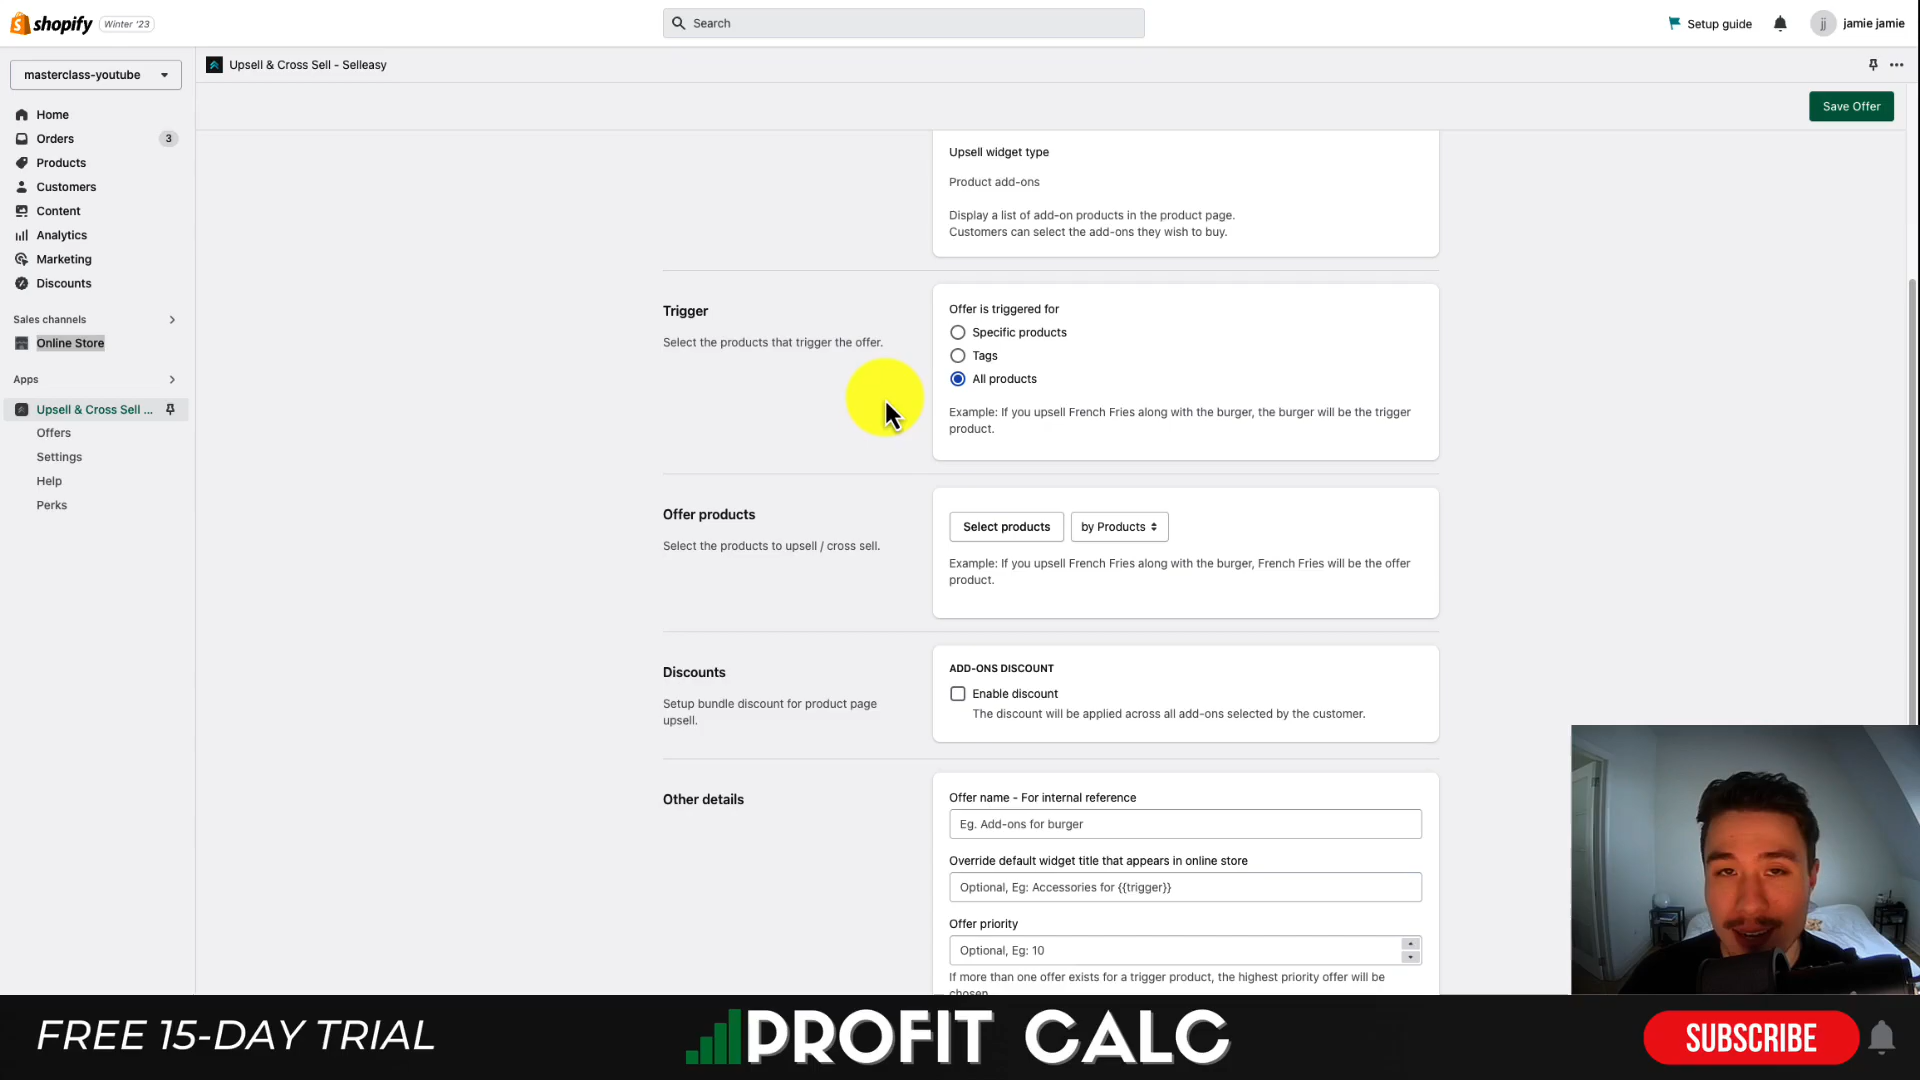 shopify
Winter '23
Search
Setup guide
jj
jamie jamie
masterclass-youtube
Upsell & Cross Sell - Selleasy
Save Offer
Home
Orders
3
Products
Customers
Content
Analytics
Marketing
Discounts
Sales channels
Online Store
Apps
Upsell & Cross Sell ...
Offers
Settings
Help
Perks
Upsell widget type
Product add-ons
Display a list of add-on products in the product page.
Customers can select the add-ons they wish to buy.
Trigger
Select the products that trigger the offer.
Offer is triggered for
Specific products
Tags
All products
Example: If you upsell French Fries along with the burger, the burger will be the trigger
product.
Offer products
Select the products to upsell / cross sell.
Select products
by Products
Example: If you upsell French Fries along with the burger, French Fries will be the offer
product.
Discounts
Setup bundle discount for product page
upsell.
ADD-ONS DISCOUNT
Enable discount
The discount will be applied across all add-ons selected by the customer.
Other details
Offer name - For internal reference
Eg. Add-ons for burger
Override default widget title that appears in online store
Optional, Eg: Accessories for {{trigger}}
Offer priority
Optional, Eg: 10
If more than one offer exists for a trigger product, the highest priority offer will be
chosen.
FREE 15-DAY TRIAL
PROFIT CALC
SUBSCRIBE